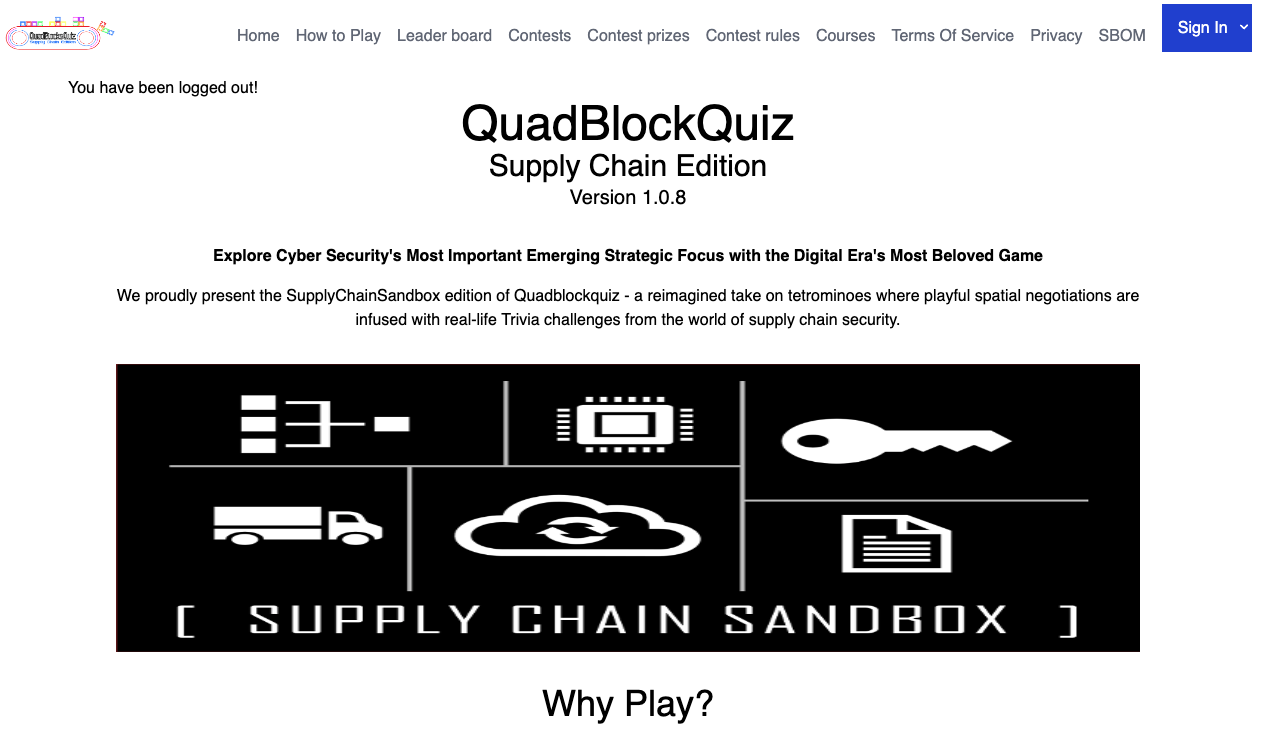 QuadBlockQuiz
Supply Chain Edition
Home How to Play Leader board Contests Contest prizes Contest rules Courses Terms Of Service Privacy SBOM Sign In
You have been logged out!
QuadBlockQuiz
Supply Chain Edition
Version 1.0.8
Explore Cyber Security's Most Important Emerging Strategic Focus with the Digital Era's Most Beloved Game
We proudly present the SupplyChainSandbox edition of Quadblockquiz - a reimagined take on tetrominoes where playful spatial negotiations are
infused with real-life Trivia challenges from the world of supply chain security.
[ SUPPLY CHAIN SANDBOX ]
Why Play?